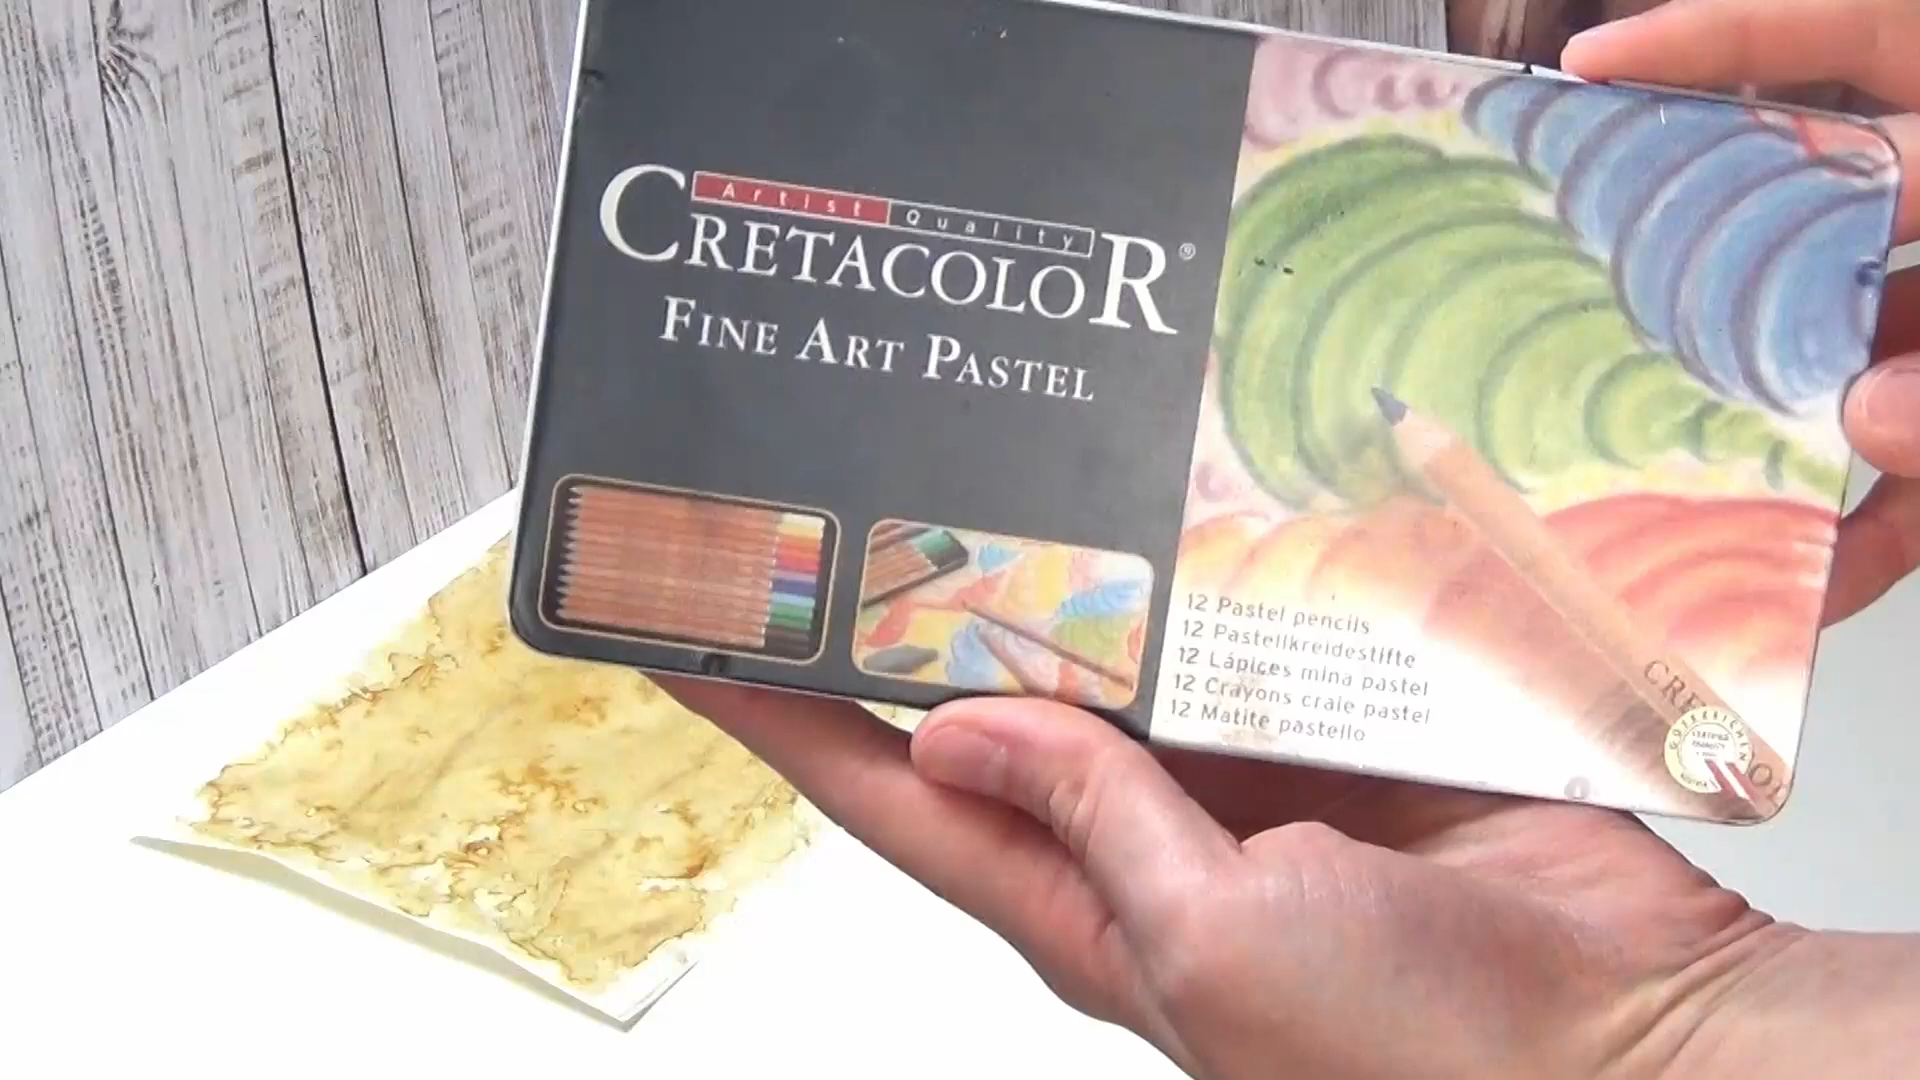 Artist Quality
CRETACOLOR®
FINE ART PASTEL
12 Pastel pencils
12 Pastellkreidestifte
12 Lápices mina pastel
12 Crayons craie pastel
12 Matite pastello
CRE